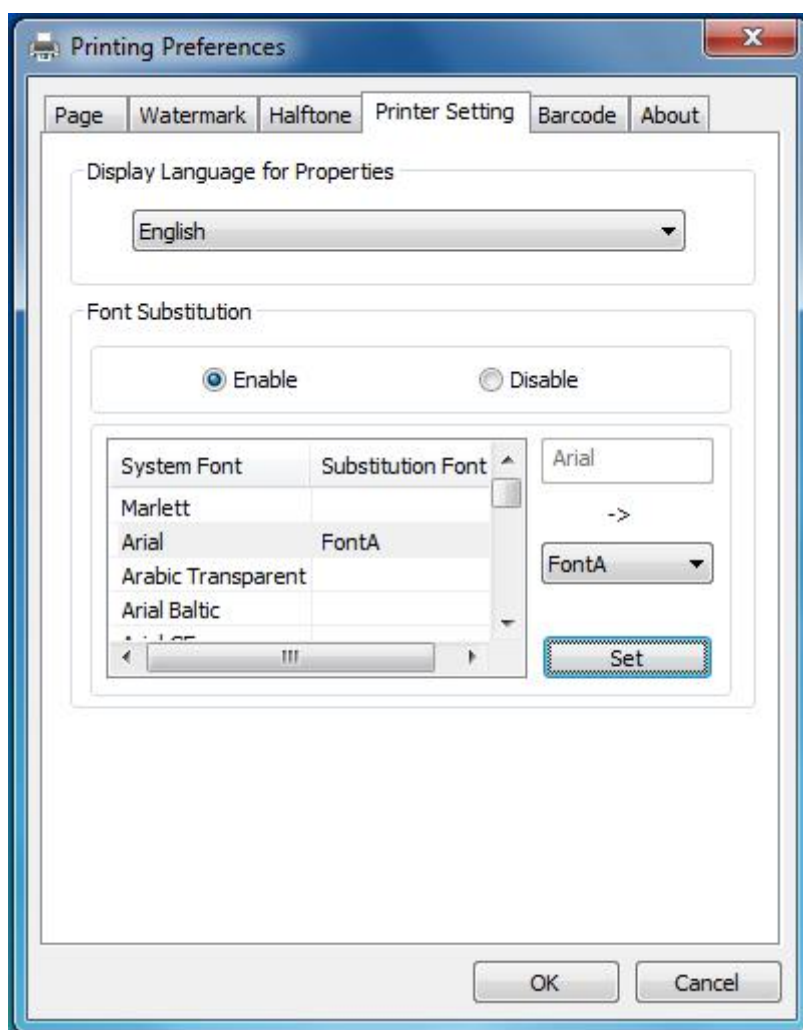 Printing Preferences
Page Watermark Halftone Printer Setting Barcode About
Display Language for Properties
English
Font Substitution
Enable Disable
System Font Substitution Font
Marlett
Arial FontA
Arabic Transparent
Arial Baltic
Arial
->
FontA
Set
OK Cancel